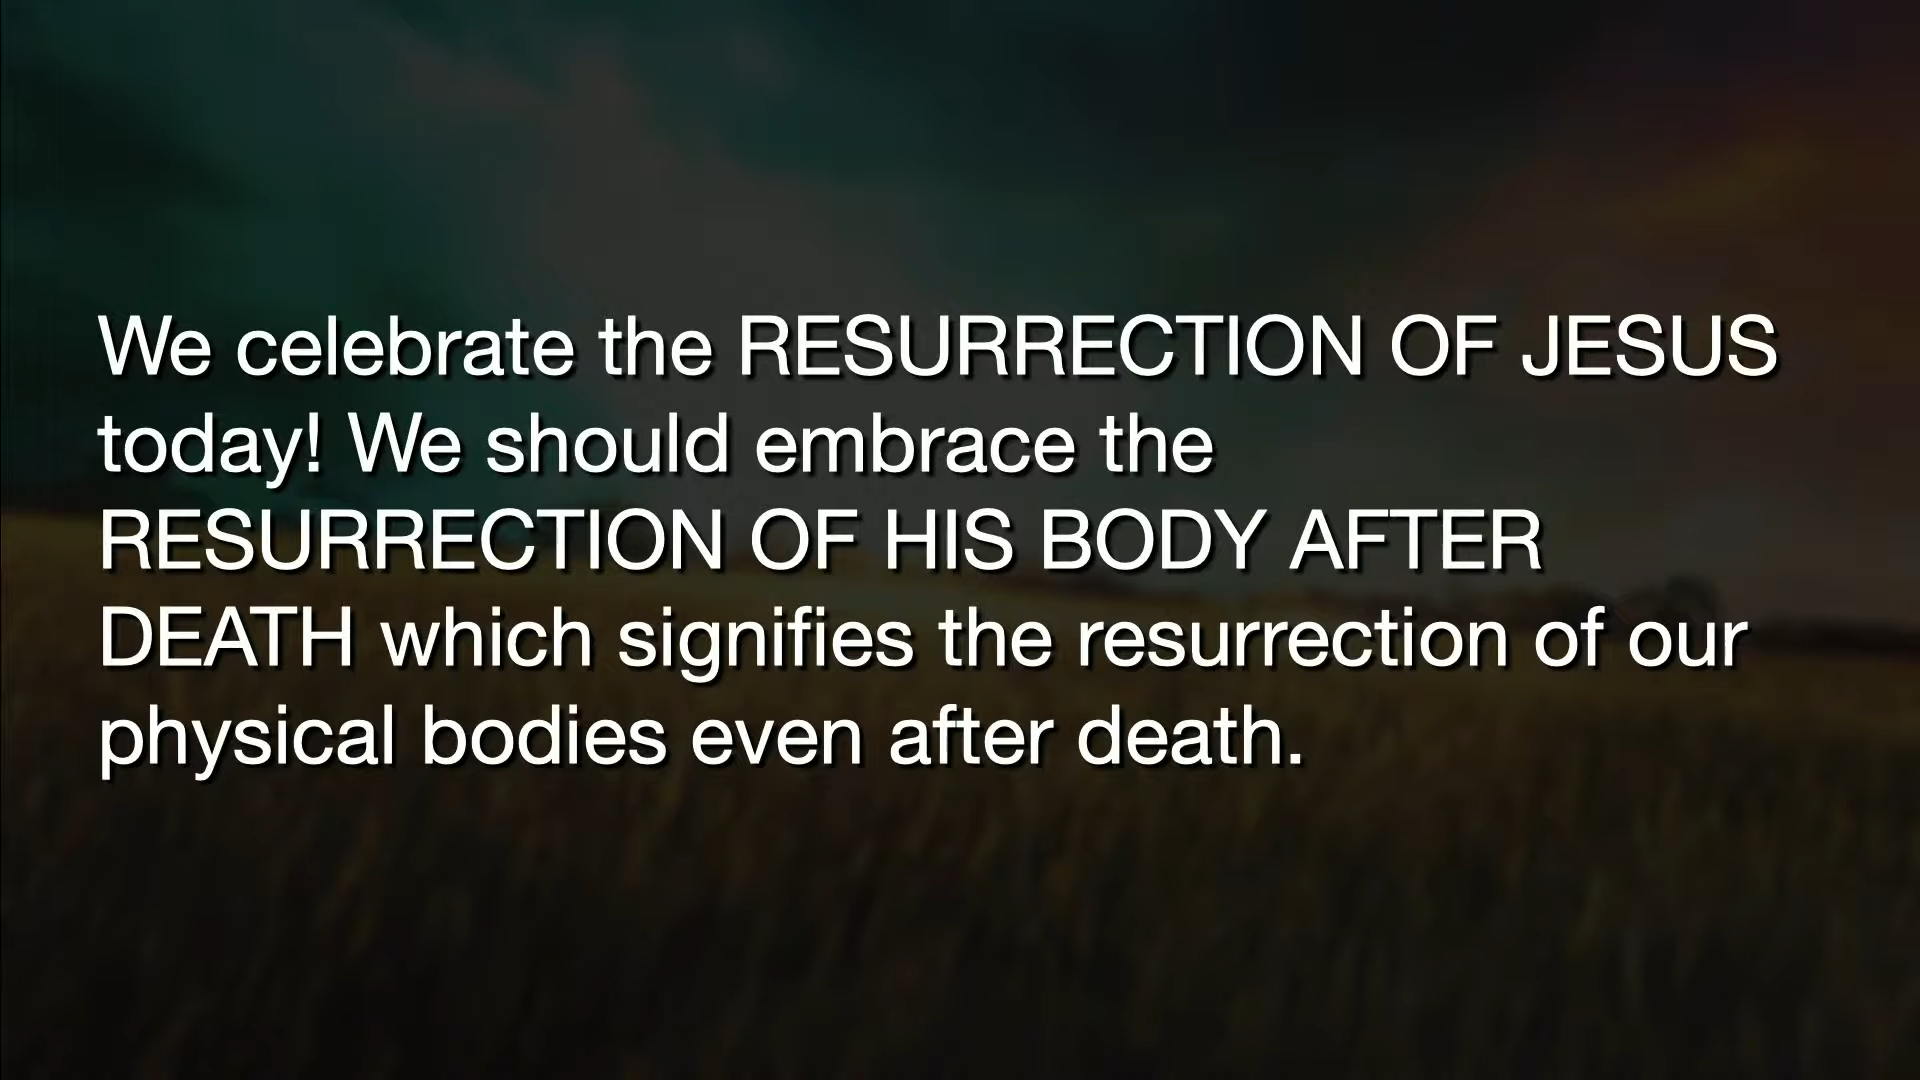 We celebrate the RESURRECTION OF JESUS
today! We should embrace the
RESURRECTION OF HIS BODY AFTER
DEATH which signifies the resurrection of our
physical bodies even after death.